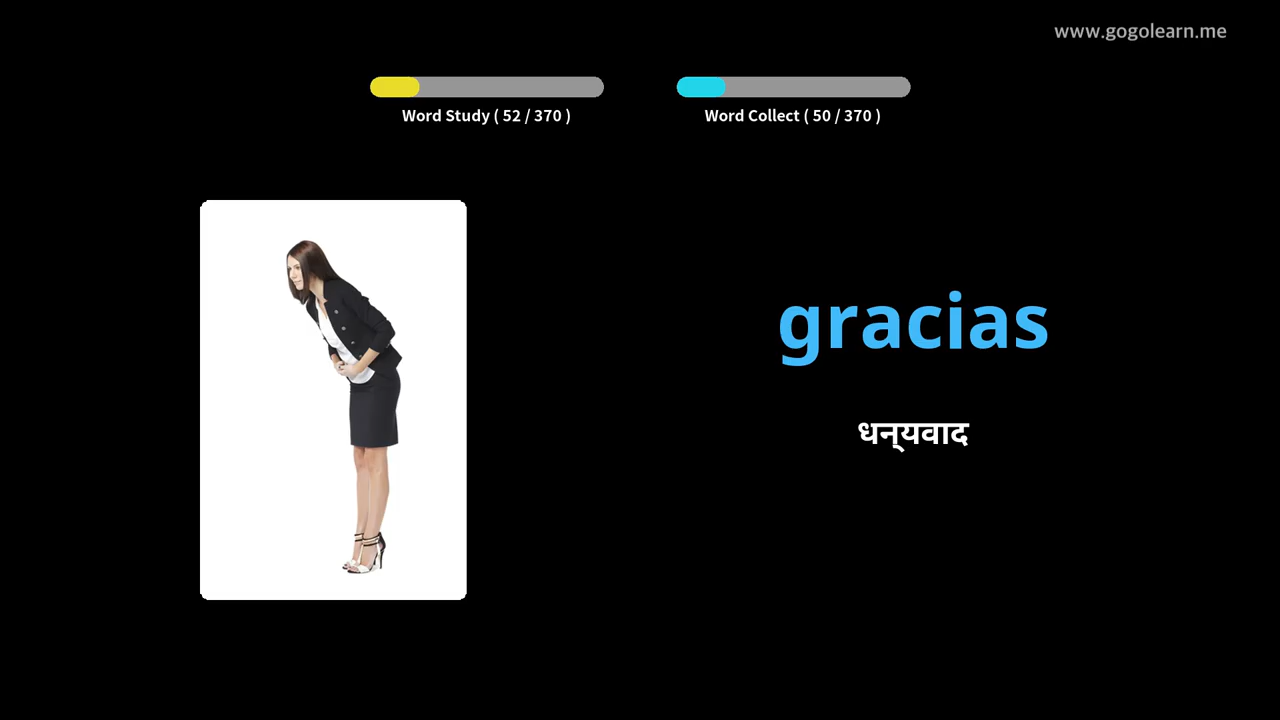 www.gogolearn.me
Word Study ( 52 / 370 )
Word Collect ( 50 / 370 )
gracias
धन्यवाद